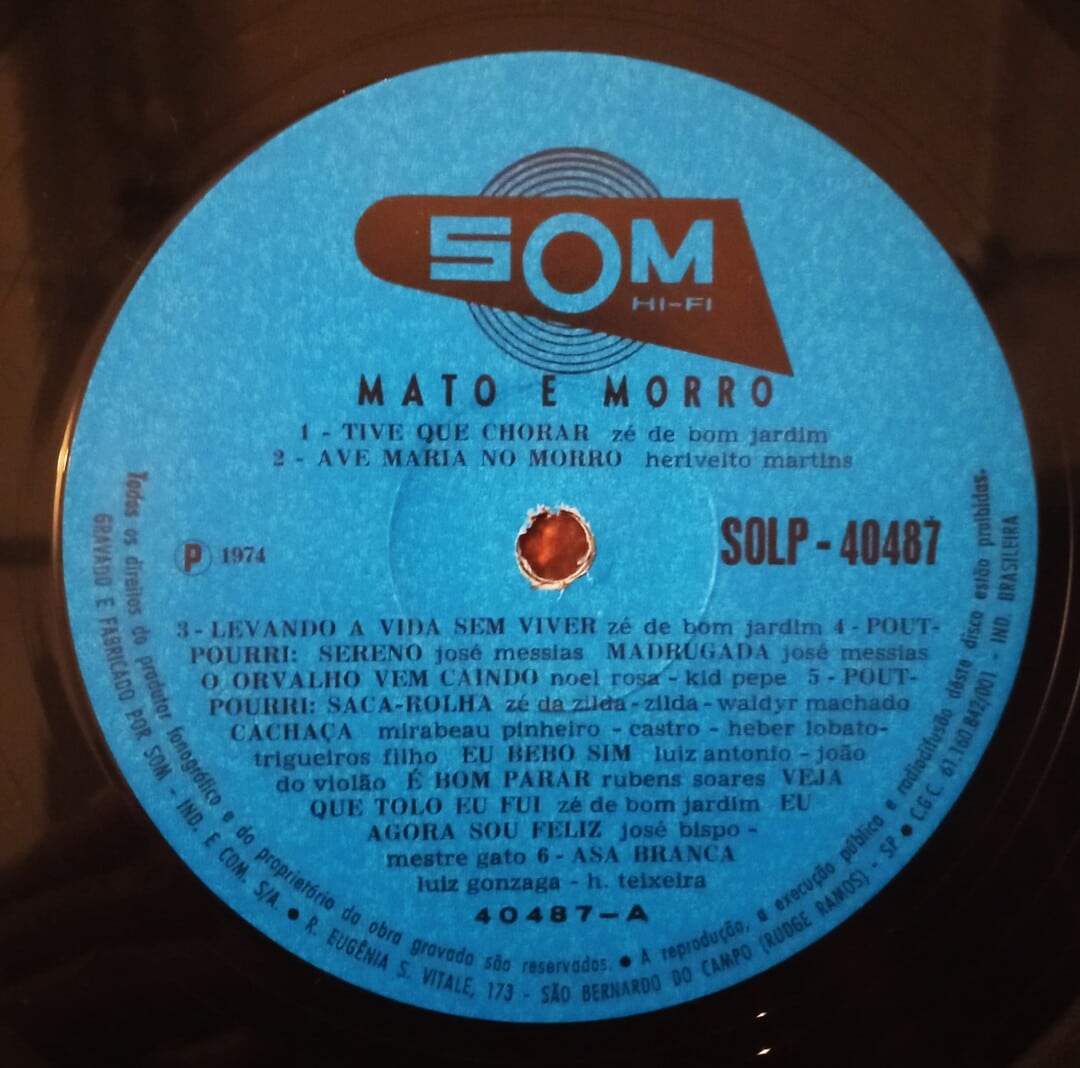 SOM
HI-FI
MATO E MORRO
1 - TIVE QUE CHORAR zé de bom jardim
2 - AVE MARIA NO MORRO herivelto martins
P 1974
SOLP - 40487
3 - LEVANDO A VIDA SEM VIVER zé de bom jardim 4 - POUT-
POURRI: SERENO josé messias MADRUGADA josé messias
O ORVALHO VEM CAINDO noel rosa - kid pepe 5 - POUT-
POURRI: SACA-ROLHA zé da zilda - zilda - waldyr machado
CACHAÇA mirabeau pinheiro - castro - heber lobato-
trigueiros filho EU BEBO SIM luiz antonio - joão
do violão É BOM PARAR rubens soares VEJA
QUE TOLO EU FUI zé de bom jardim EU
AGORA SOU FELIZ josé bispo -
mestre gato 6 - ASA BRANCA
luiz gonzaga - h. teixeira
40487-A
Todos os direitos do produtor fonográfico e do proprietário da obra gravada são reservados. ● A reprodução, a execução pública e radiodifusão dêste disco estão proibidas.
GRAVADO E FABRICADO POR SOM - IND. E COM. S/A. ● R. EUGÊNIA S. VITALE, 173 - SÃO BERNARDO DO CAMPO (RUDGE RAMOS) - SP ● C.G.C. 61.160.842/001 - IND. BRASILEIRA